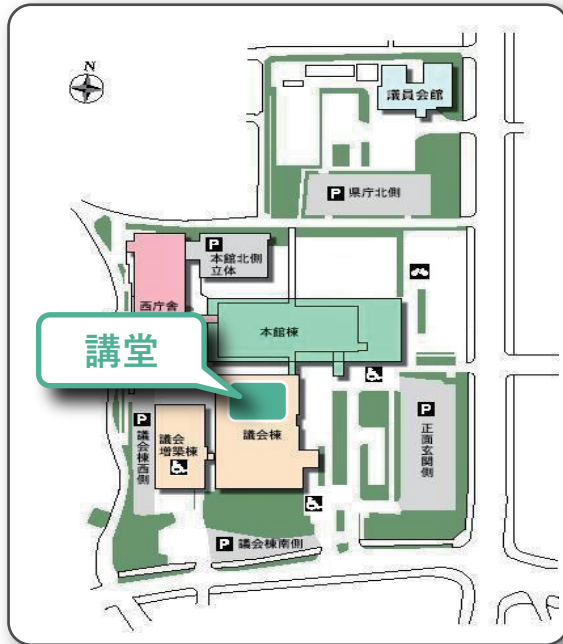 N
議員会館
P 県庁北側
P
本館北側
立体
西庁舎
本館棟
講堂
P
議会棟西側
議会
増築棟
議会棟
P
正面玄関側
P 議会棟南側